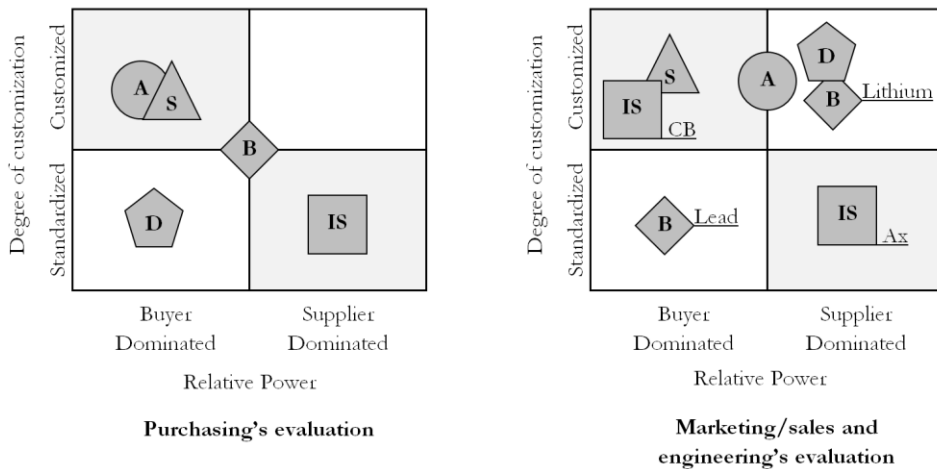 Degree of customization
Customized
Standardized
A
S
B
D
IS
Buyer
Dominated
Supplier
Dominated
Relative Power
Purchasing's evaluation
Degree of customization
Customized
Standardized
S
IS
CB
A
D
B
Lithium
B
Lead
IS
Ax
Buyer
Dominated
Supplier
Dominated
Relative Power
Marketing/sales and
engineering's evaluation